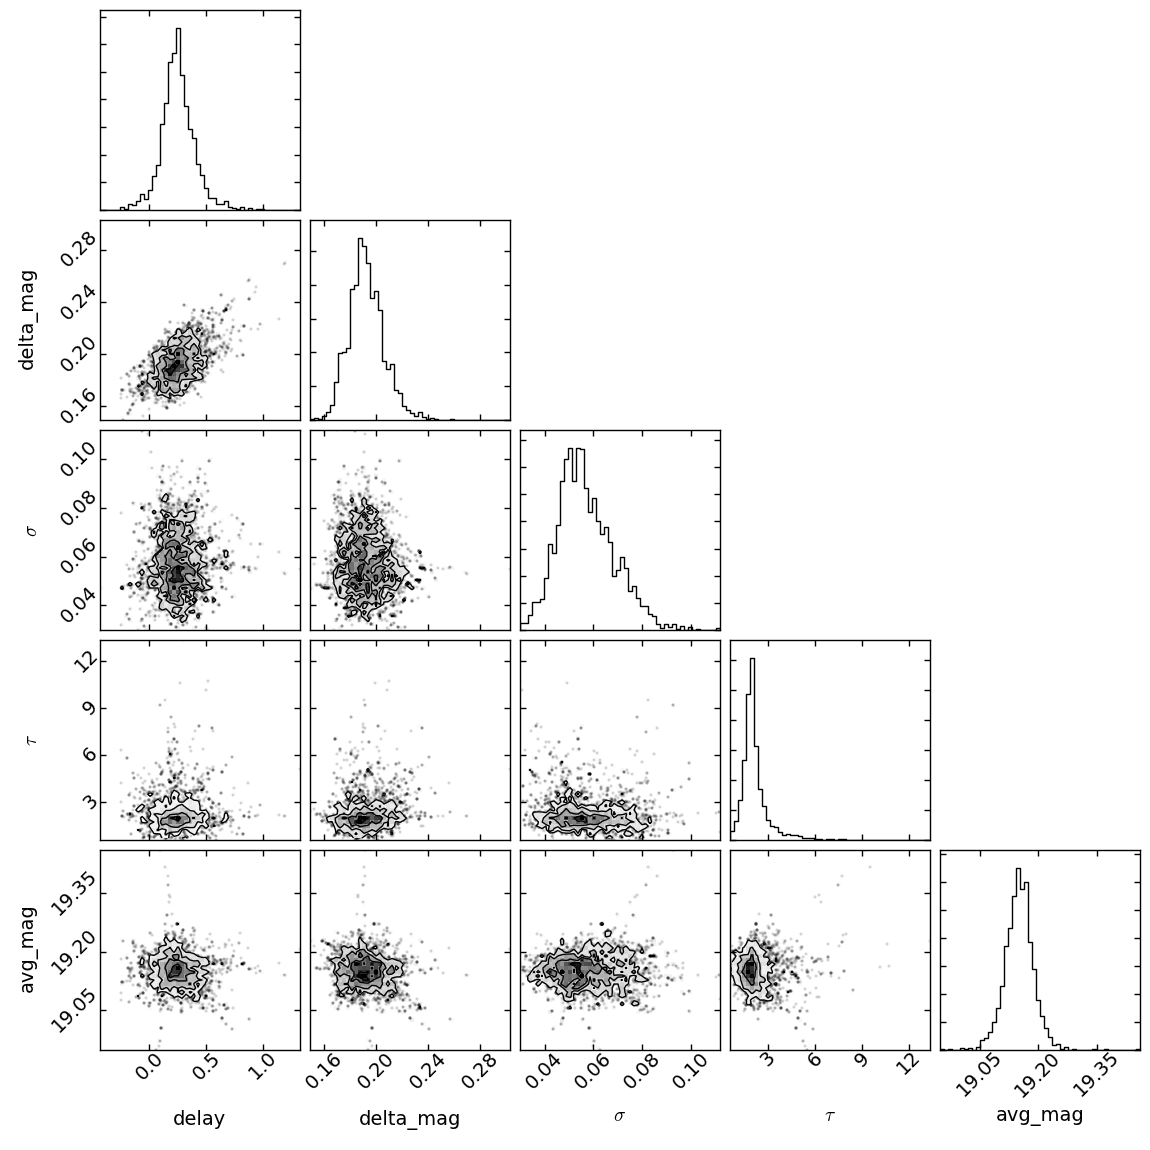 delta_mag
0.28
0.24
0.20
0.16
σ
0.10
0.08
0.06
0.04
τ
12
9
6
3
avg_mag
19.35
19.20
19.05
0.0 0.5 1.0 0.16 0.20 0.24 0.28 0.04 0.06 0.08 0.10 3 6 9 12 19.05 19.20 19.35
delay delta_mag σ τ avg_mag